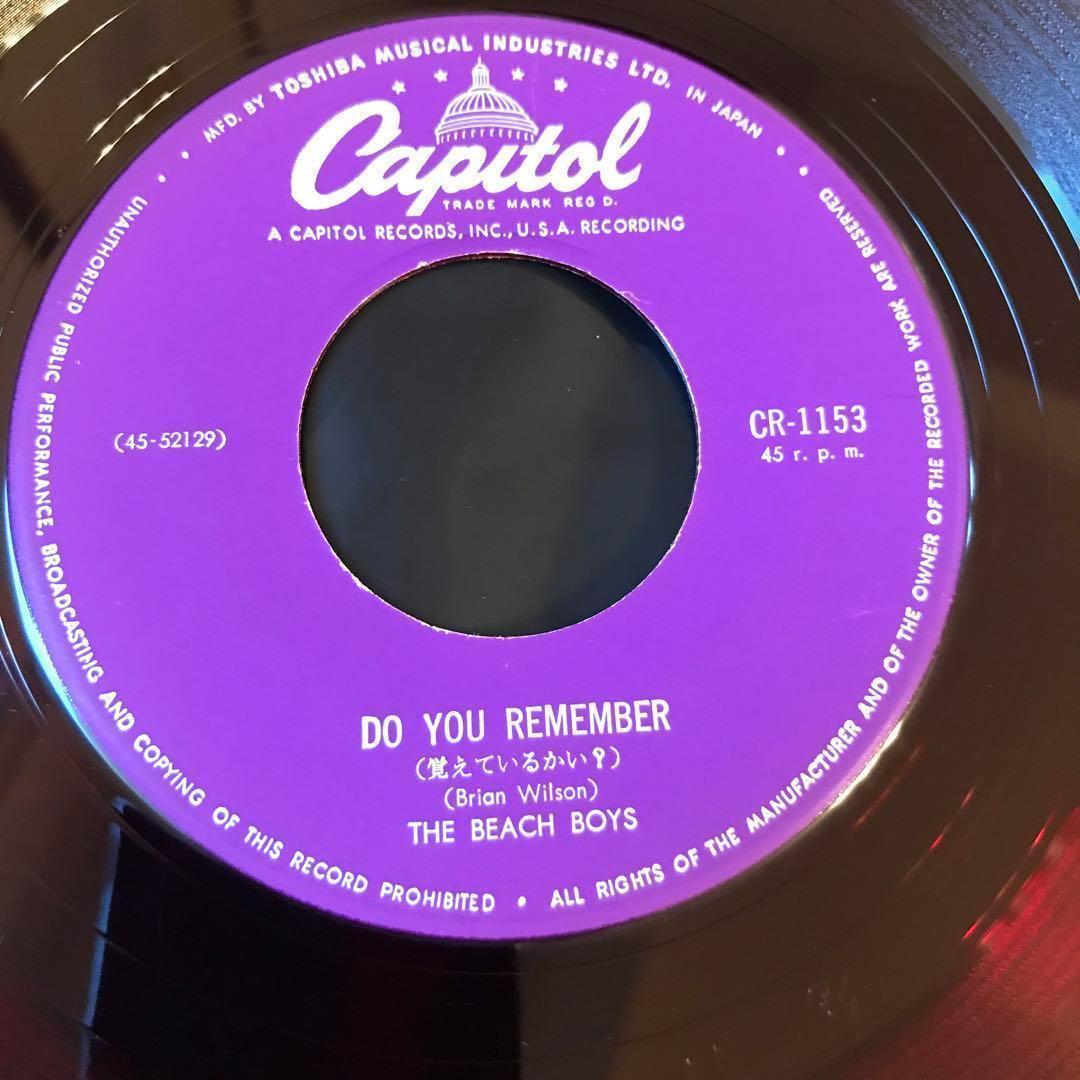 MFD. BY TOSHIBA MUSICAL INDUSTRIES LTD. IN JAPAN
Capitol
TRADE MARK REG D.
A CAPITOL RECORDS, INC., U.S.A. RECORDING
(45-52129)
CR-1153
45 r. p. m.
DO YOU REMEMBER
(覚えているかい?)
(Brian Wilson)
THE BEACH BOYS
UNAUTHORIZED PUBLIC PERFORMANCE, BROADCASTING AND COPYING OF THIS RECORD PROHIBITED • ALL RIGHTS OF THE MANUFACTURER AND OF THE OWNER OF THE RECORDED WORK ARE RESERVED